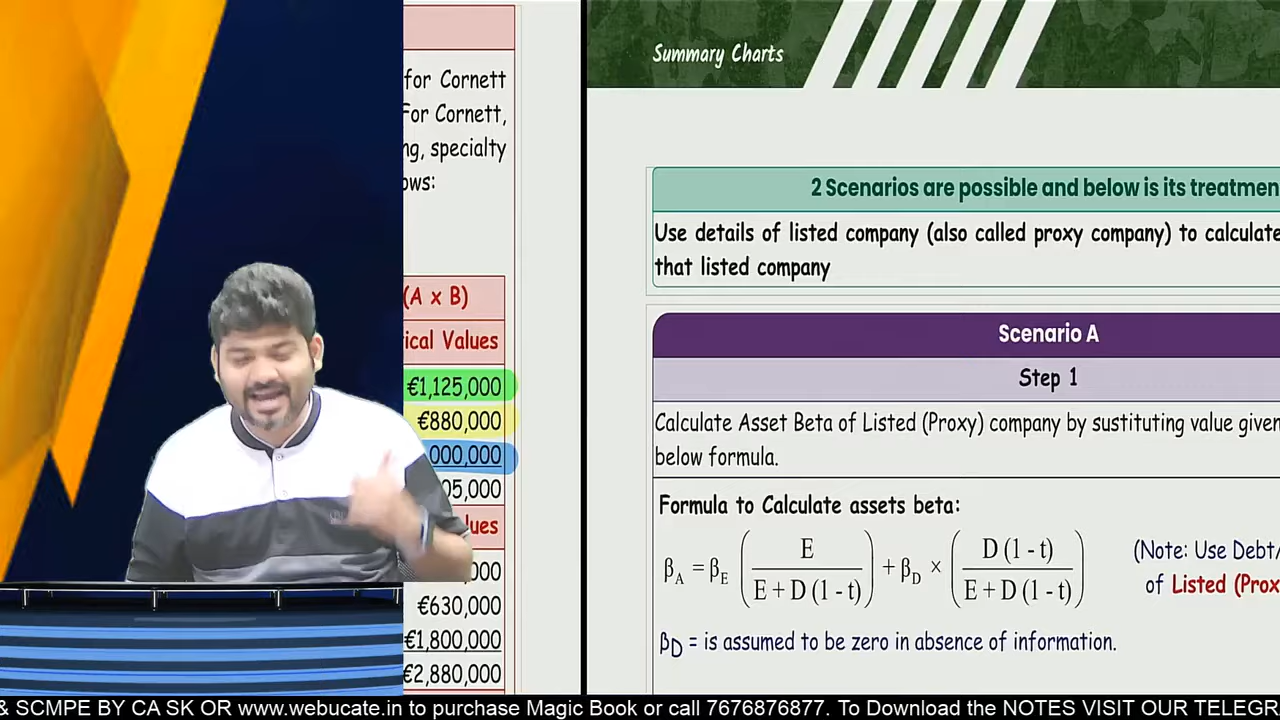 for Cornett
For Cornett,
ng, specialty
ows:
(A x B)
ical Values
€1,125,000
€880,000
000,000
05,000
ues
000
€630,000
€1,800,000
€2,880,000
Summary Charts
2 Scenarios are possible and below is its treatmen
Use details of listed company (also called proxy company) to calculate
that listed company
Scenario A
Step 1
Calculate Asset Beta of Listed (Proxy) company by sustituting value given
below formula.
Formula to Calculate assets beta:
β_A = β_E (E / (E + D (1 - t))) + β_D × (D (1 - t) / (E + D (1 - t)))
(Note: Use Debt/
of Listed (Prox
β_D = is assumed to be zero in absence of information.
& SCMPE BY CA SK OR www.webucate.in to purchase Magic Book or call 7676876877. To Download the NOTES VISIT OUR TELEGR